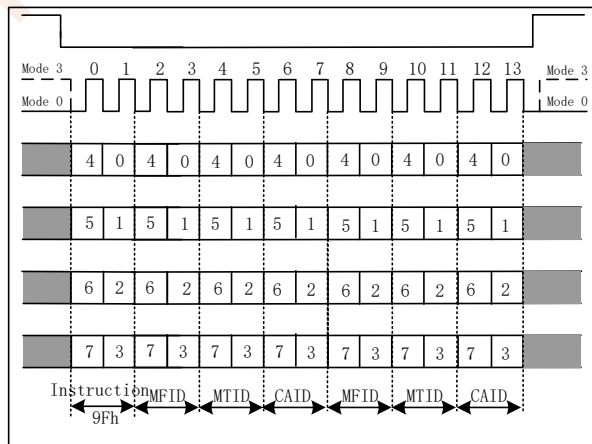 Mode 3 0 1 2 3 4 5 6 7 8 9 10 11 12 13 Mode 3
Mode 0 Mode 0
4 0 4 0 4 0 4 0 4 0 4 0 4 0
5 1 5 1 5 1 5 1 5 1 5 1 5 1
6 2 6 2 6 2 6 2 6 2 6 2 6 2
7 3 7 3 7 3 7 3 7 3 7 3 7 3
Instruction MFID MTID CAID MFID MTID CAID
9Fh